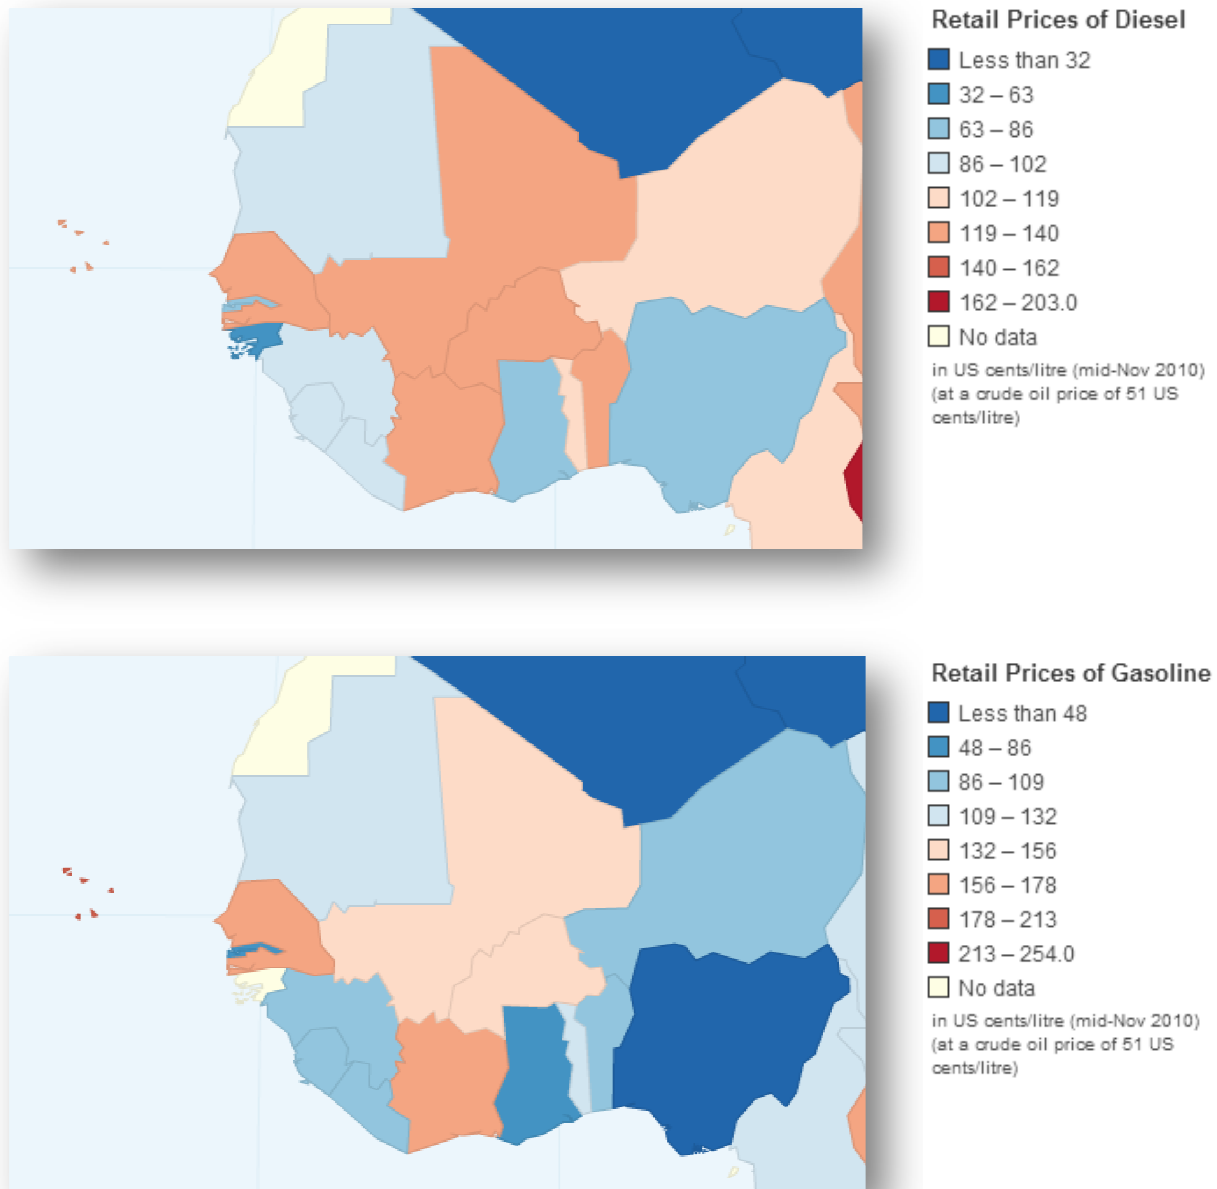 Retail Prices of Diesel
Less than 32
32 – 63
63 – 86
86 – 102
102 – 119
119 – 140
140 – 162
162 – 203.0
No data
in US cents/litre (mid-Nov 2010)
(at a crude oil price of 51 US
cents/litre)
Retail Prices of Gasoline
Less than 48
48 – 86
86 – 109
109 – 132
132 – 156
156 – 178
178 – 213
213 – 254.0
No data
in US cents/litre (mid-Nov 2010)
(at a crude oil price of 51 US
cents/litre)